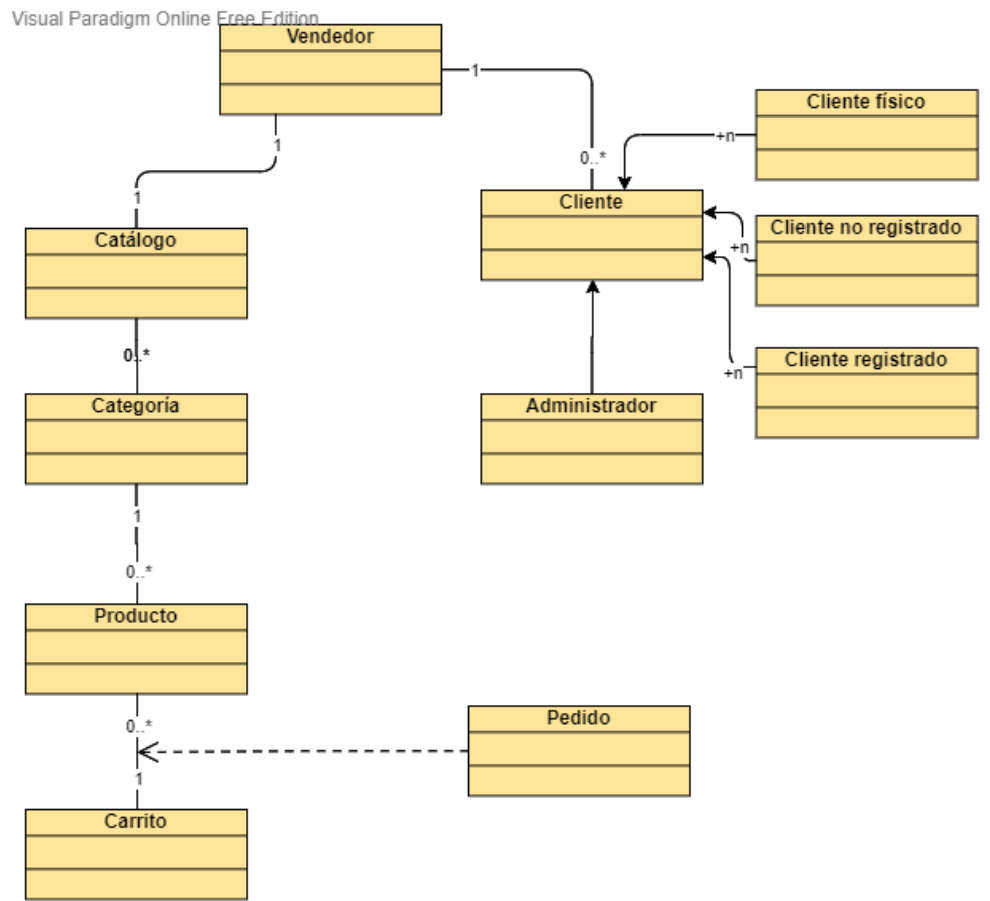 Visual Paradigm Online Free Edition
Vendedor
1
0..*
1
1
Cliente físico
+n
Cliente
Cliente no registrado
+n
Cliente registrado
+n
Catálogo
0..*
Categoría
Administrador
1
0..*
Producto
0..*
Pedido
1
Carrito